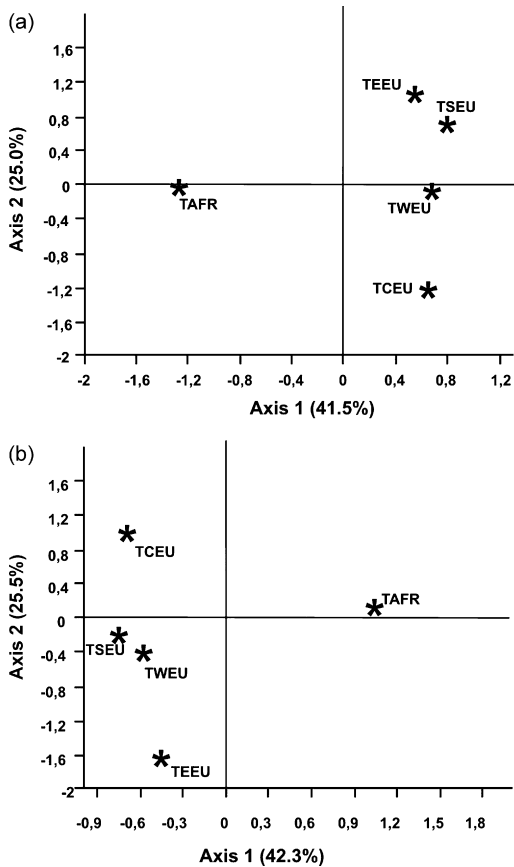 (a)
1,6
1,2
0,8
0,4
0
-0,4
-0,8
-1,2
-1,6
-2
Axis 2 (25.0%)
TEEU
TSEU
TAFR
TWEU
TCEU
-2 -1,6 -1,2 -0,8 -0,4 0 0,4 0,8 1,2
Axis 1 (41.5%)
(b)
1,6
1,2
0,8
0,4
0
-0,4
-0,8
-1,2
-1,6
-2
Axis 2 (25.5%)
TCEU
TAFR
TSEU
TWEU
TEEU
-0,9 -0,6 -0,3 0 0,3 0,6 0,9 1,2 1,5 1,8
Axis 1 (42.3%)